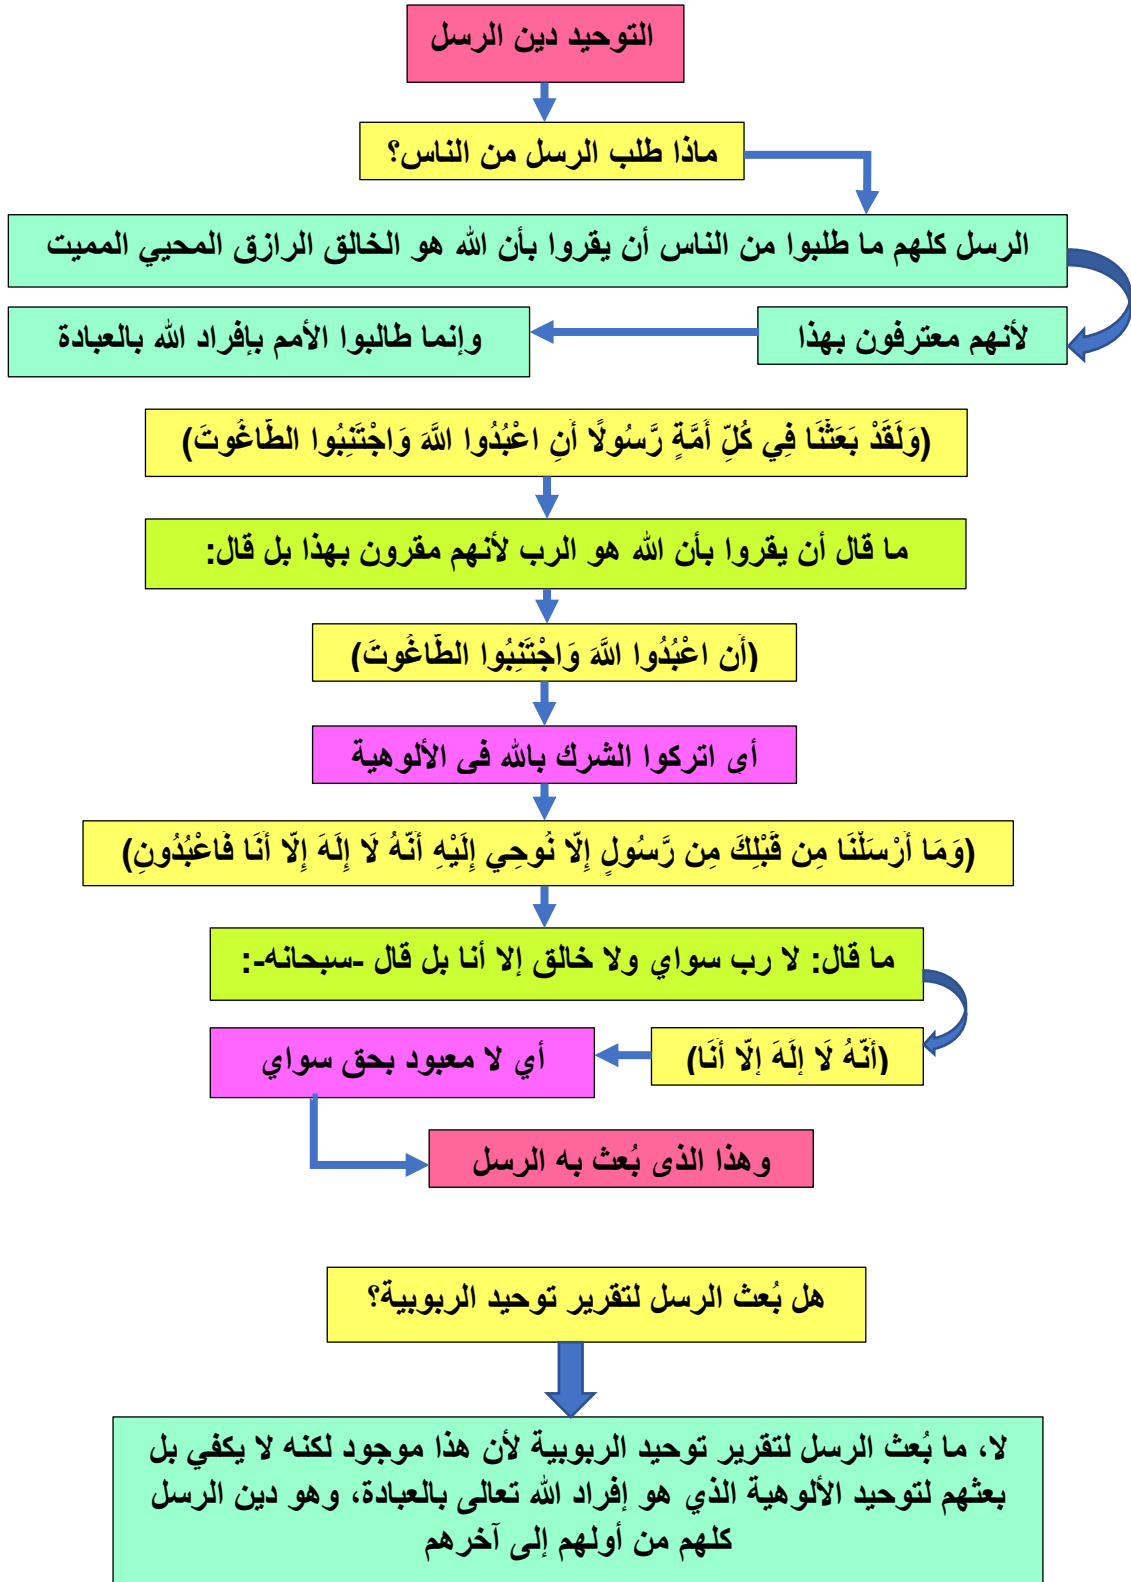 التوحيد دين الرسل
ماذا طلب الرسل من الناس؟
الرسل كلهم ما طلبوا من الناس أن يقروا بأن الله هو الخالق الرازق المحيي المميت
لأنهم معترفون بهذا
وإنما طالبوا الأمم بإفراد الله بالعبادة
(وَلَقَدْ بَعَثْنَا فِي كُلِّ أُمَّةٍ رَّسُولًا أَنِ اعْبُدُوا اللَّهَ وَاجْتَنِبُوا الطَّاغُوتَ)
ما قال أن يقروا بأن الله هو الرب لأنهم مقرون بهذا بل قال:
(أَن اعْبُدُوا اللَّهَ وَاجْتَنِبُوا الطَّاغُوتَ)
أى اتركوا الشرك بالله فى الألوهية
(وَمَا أَرْسَلْنَا مِن قَبْلِكَ مِن رَّسُولٍ إِلَّا نُوحِي إِلَيْهِ أَنَّهُ لَا إِلَهَ إِلَّا أَنَا فَاعْبُدُونِ)
ما قال: لا رب سواي ولا خالق إلا أنا بل قال -سبحانه-:
(أَنَّهُ لَا إِلَهَ إِلَّا أَنَا)
أي لا معبود بحق سواي
وهذا الذى بُعث به الرسل
هل بُعث الرسل لتقرير توحيد الربوبية؟
لا، ما بُعث الرسل لتقرير توحيد الربوبية لأن هذا موجود لكنه لا يكفي بل
بعثهم لتوحيد الألوهية الذي هو إفراد الله تعالى بالعبادة، وهو دين الرسل
كلهم من أولهم إلى آخرهم